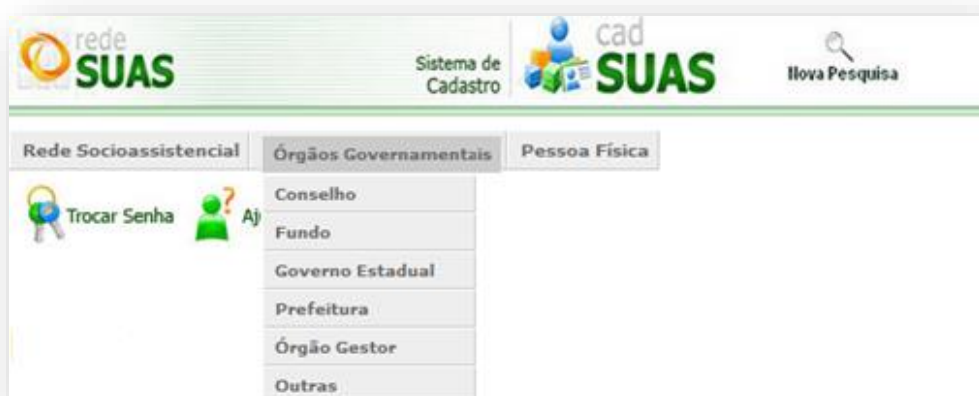 rede
SUAS
Sistema de
Cadastro
cad
SUAS
Nova Pesquisa
Rede Socioassistencial
Órgãos Governamentais
Pessoa Física
Trocar Senha
Aj
Conselho
Fundo
Governo Estadual
Prefeitura
Órgão Gestor
Outras